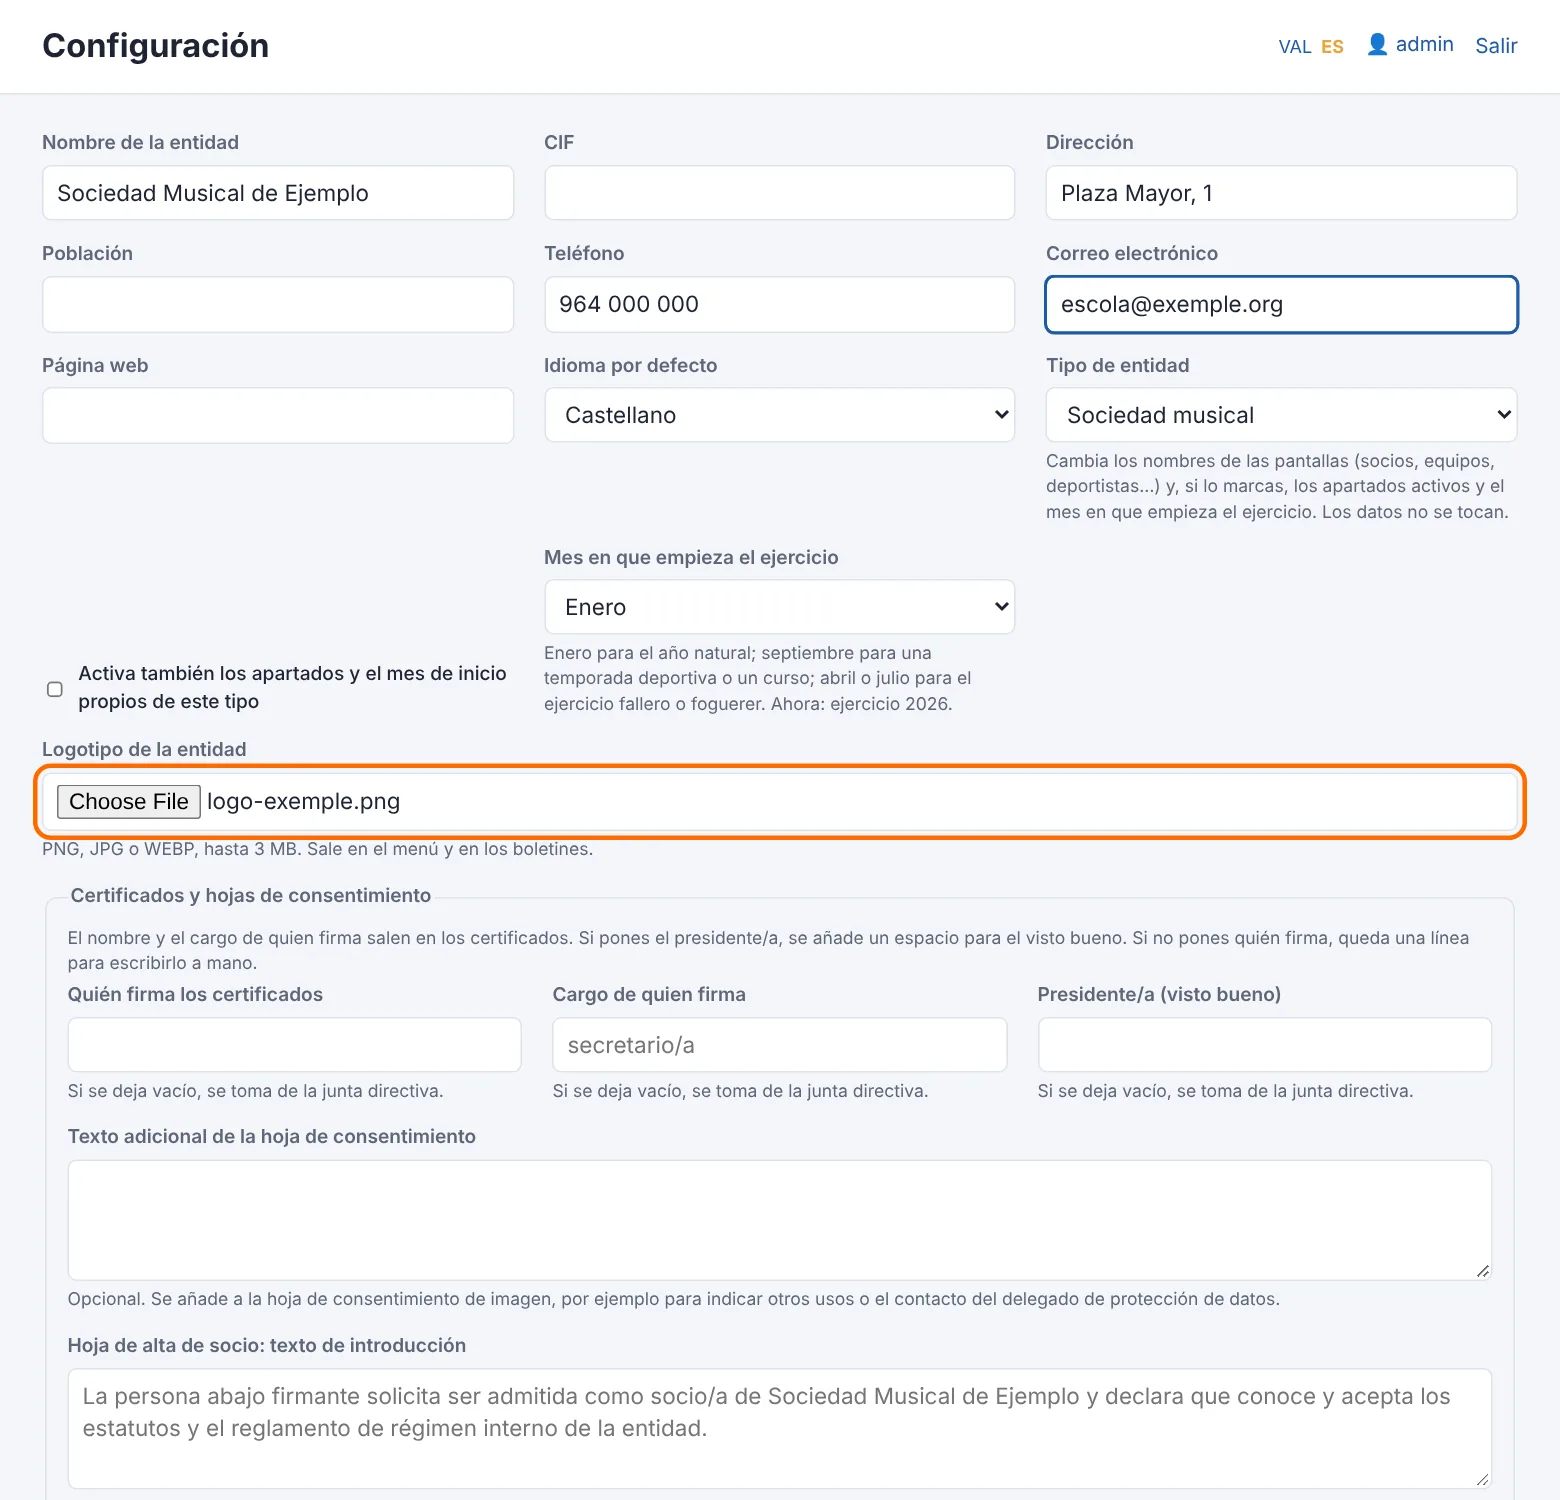 Configuración
VAL ES 👤 admin Salir
Nombre de la entidad
Sociedad Musical de Ejemplo
CIF
Dirección
Plaza Mayor, 1
Población
Teléfono
964 000 000
Correo electrónico
escola@exemple.org
Página web
Idioma por defecto
Castellano
Tipo de entidad
Sociedad musical
Cambia los nombres de las pantallas (socios, equipos,
deportistas...) y, si lo marcas, los apartados activos y el
mes en que empieza el ejercicio. Los datos no se tocan.
Activa también los apartados y el mes de inicio
propios de este tipo
Mes en que empieza el ejercicio
Enero
Enero para el año natural; septiembre para una
temporada deportiva o un curso; abril o julio para el
ejercicio fallero o foguerer. Ahora: ejercicio 2026.
Logotipo de la entidad
Choose File logo-exemple.png
PNG, JPG o WEBP, hasta 3 MB. Sale en el menú y en los boletines.
Certificados y hojas de consentimiento
El nombre y el cargo de quien firma salen en los certificados. Si pones el presidente/a, se añade un espacio para el visto bueno. Si no pones quién firma, queda una línea
para escribirlo a mano.
Quién firma los certificados
Si se deja vacío, se toma de la junta directiva.
Cargo de quien firma
secretario/a
Si se deja vacío, se toma de la junta directiva.
Presidente/a (visto bueno)
Si se deja vacío, se toma de la junta directiva.
Texto adicional de la hoja de consentimiento
Opcional. Se añade a la hoja de consentimiento de imagen, por ejemplo para indicar otros usos o el contacto del delegado de protección de datos.
Hoja de alta de socio: texto de introducción
La persona abajo firmante solicita ser admitida como socio/a de Sociedad Musical de Ejemplo y declara que conoce y acepta los
estatutos y el reglamento de régimen interno de la entidad.